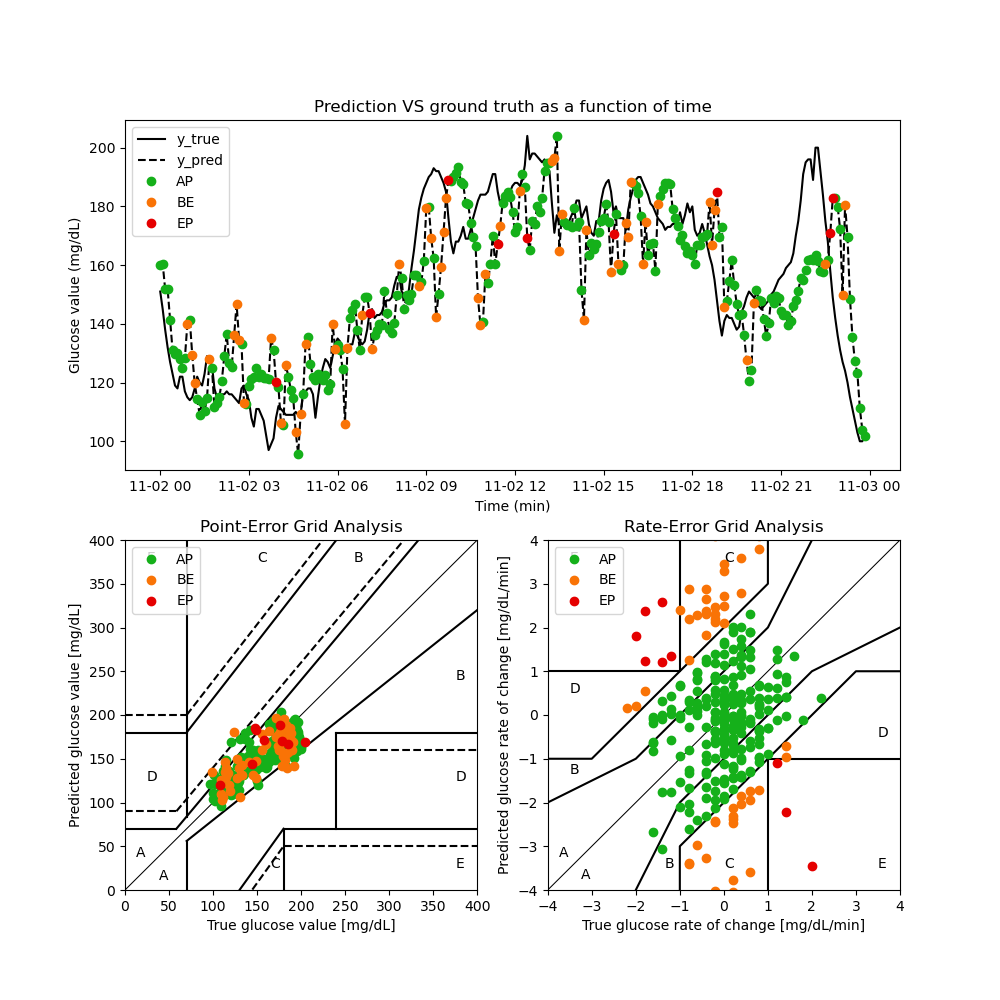 Prediction VS ground truth as a function of time
Glucose value (mg/dL)
200
180
160
140
120
100
y_true
y_pred
AP
BE
EP
11-02 00 11-02 03 11-02 06 11-02 09 11-02 12 11-02 15 11-02 18 11-02 21 11-03 00
Time (min)
Point-Error Grid Analysis
Predicted glucose value [mg/dL]
400
350
300
250
200
150
100
50
0
AP
BE
EP
C B
B
D D
A
A
C E
0 50 100 150 200 250 300 350 400
True glucose value [mg/dL]
Rate-Error Grid Analysis
Predicted glucose rate of change [mg/dL/min]
4
3
2
1
0
−1
−2
−3
−4
AP
BE
EP
C
D
D
B
A
A
B C E
−4 −3 −2 −1 0 1 2 3 4
True glucose rate of change [mg/dL/min]